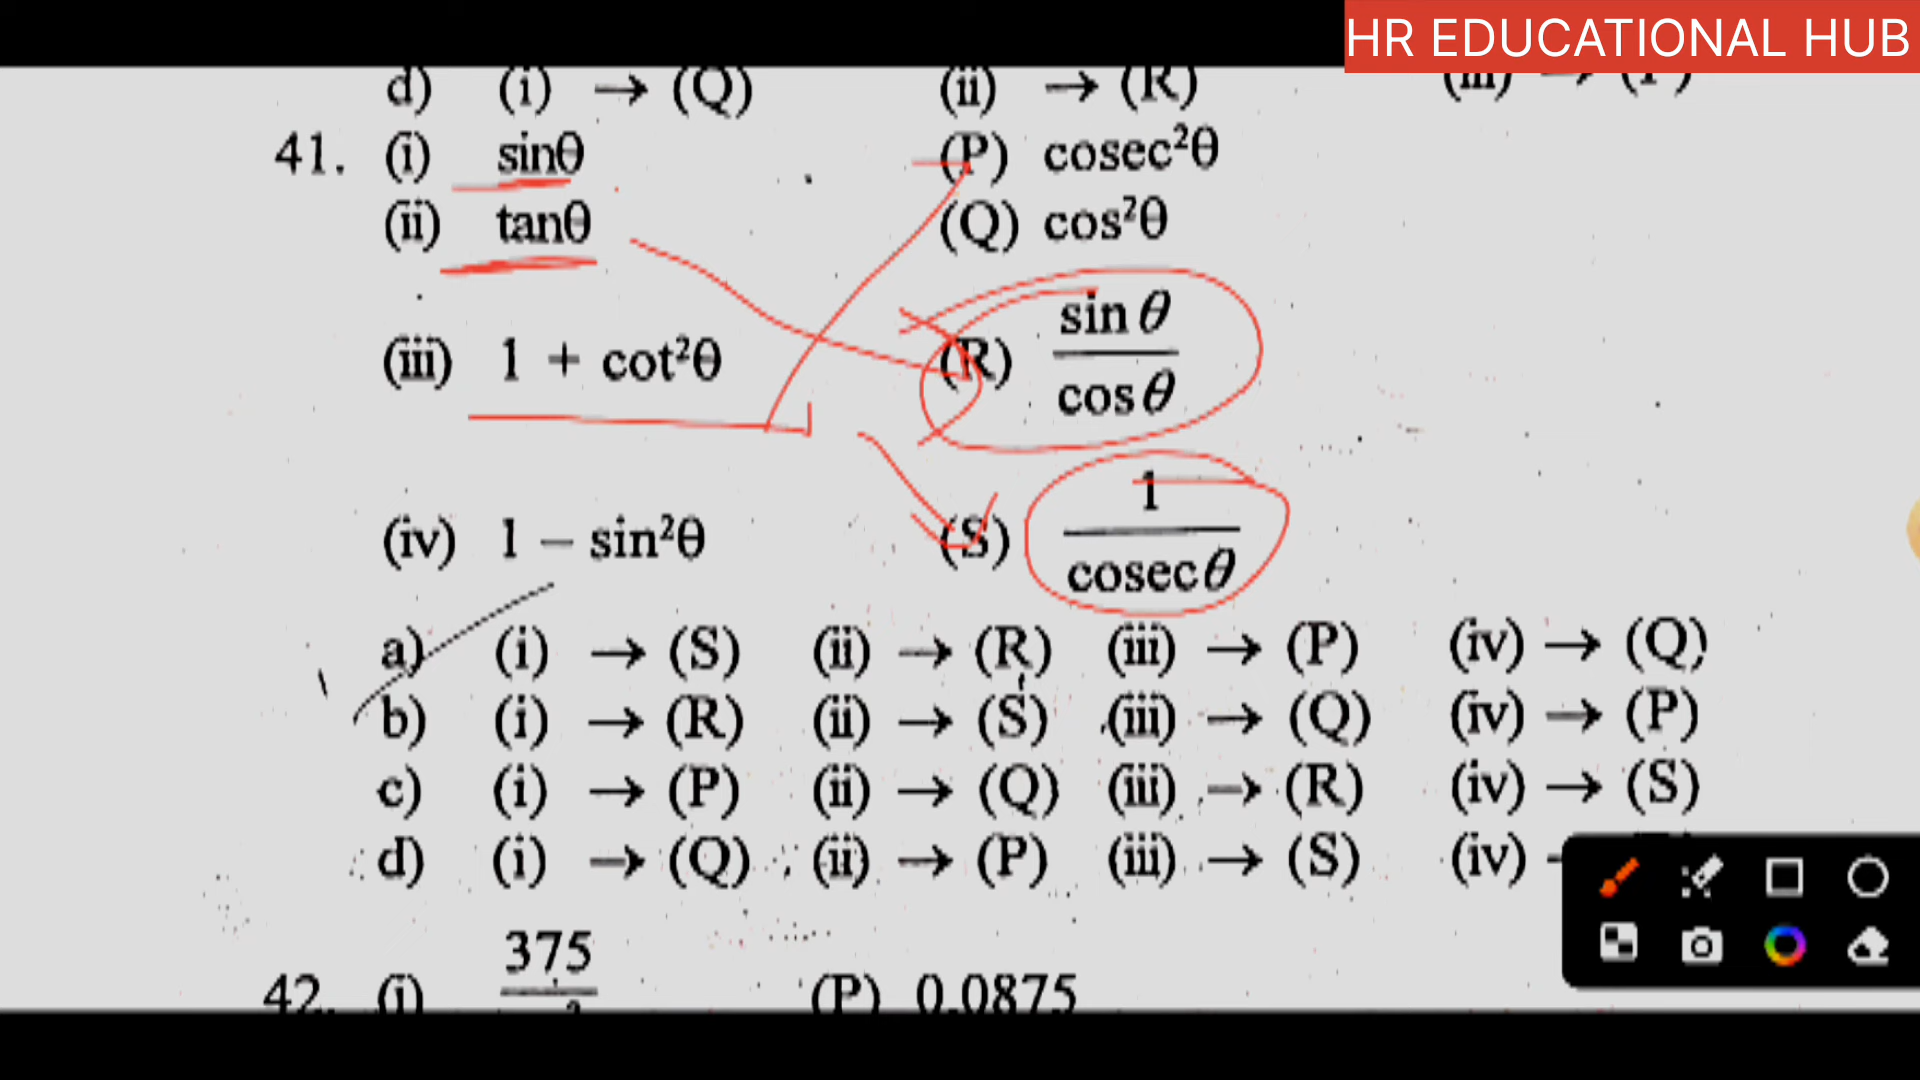 HR EDUCATIONAL HUB
d) (i) → (Q) (ii) → (R) (iii) → (P)
41. (i) sinθ (P) cosec²θ
(ii) tanθ (Q) cos²θ
(iii) 1 + cot²θ (R) sin θ / cos θ
(iv) 1 – sin²θ (S) 1 / cosec θ
a) (i) → (S) (ii) → (R) (iii) → (P) (iv) → (Q)
b) (i) → (R) (ii) → (S) (iii) → (Q) (iv) → (P)
c) (i) → (P) (ii) → (Q) (iii) → (R) (iv) → (S)
d) (i) → (Q) (ii) → (P) (iii) → (S) (iv)
42. (i) 375 (P) 0.0875